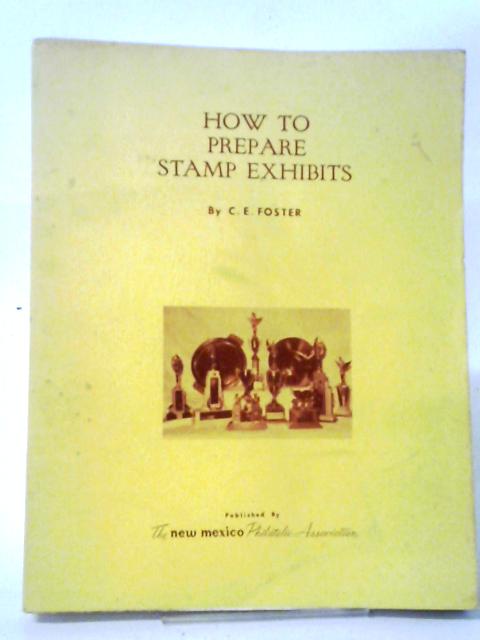 HOW TO
PREPARE
STAMP EXHIBITS
By C. E. FOSTER
Published By
The new mexico Philatelic Association